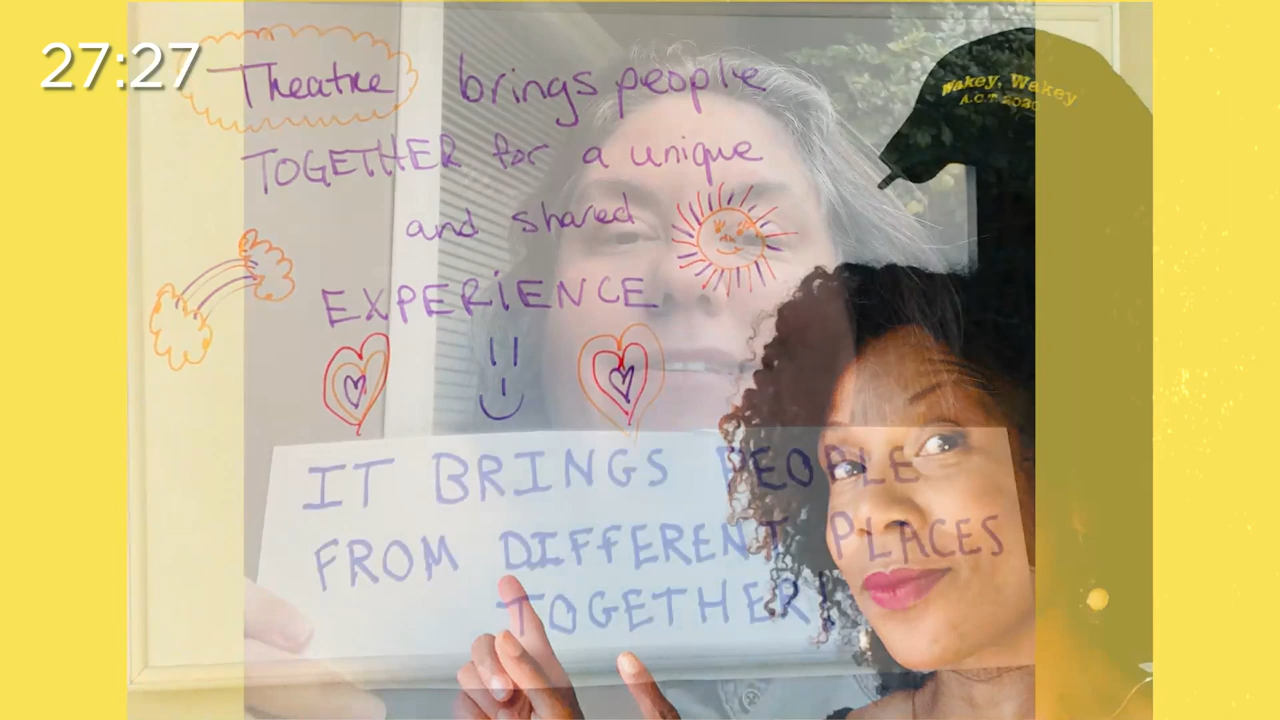 27:27
Theatre brings people
TOGETHER for a unique
and shared
EXPERiENCE
Wakey, Wakey
A.C.T. 2020
IT BRINGS PEOPLE
FROM DIFFERENT PLACES
TOGETHER!